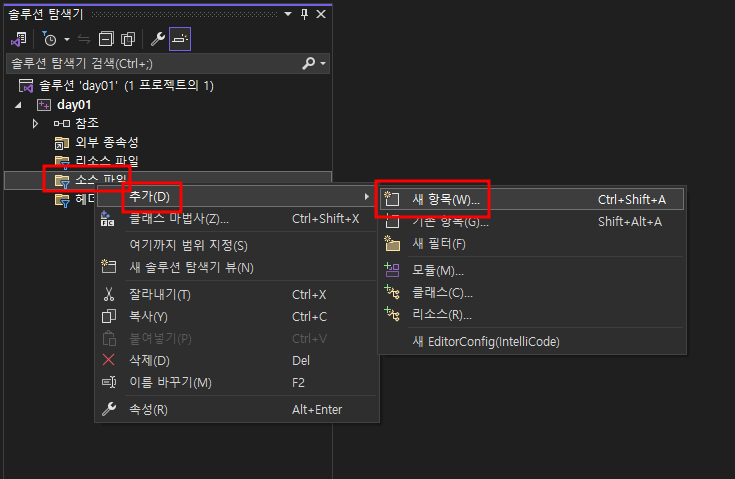 솔루션 탐색기
솔루션 탐색기 검색(Ctrl+;)
솔루션 'day01' (1 프로젝트의 1)
day01
참조
외부 종속성
리소스 파일
소스 파일
헤더
추가(D)
클래스 마법사(Z)... Ctrl+Shift+X
여기까지 범위 지정(S)
새 솔루션 탐색기 뷰(N)
잘라내기(T) Ctrl+X
복사(Y) Ctrl+C
붙여넣기(P) Ctrl+V
삭제(D) Del
이름 바꾸기(M) F2
속성(R) Alt+Enter
새 항목(W)... Ctrl+Shift+A
기존 항목(G)... Shift+Alt+A
새 필터(F)
모듈(M)...
클래스(C)...
리소스(R)...
새 EditorConfig(IntelliCode)